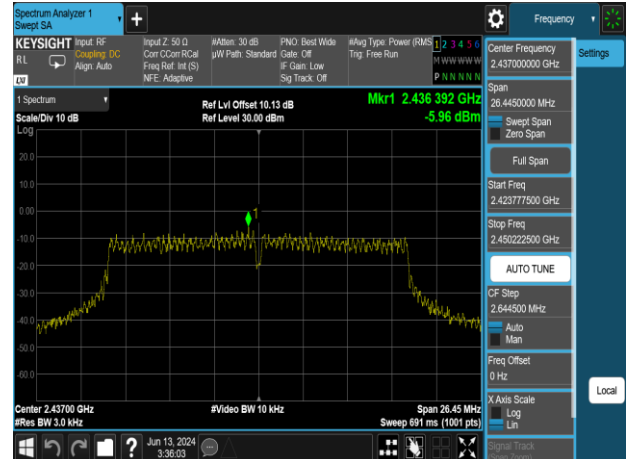 Spectrum Analyzer 1
Swept SA
Frequency
KEYSIGHT
RL
Input: RF
Coupling: DC
Align: Auto
Input Z: 50 Ω
Corr CCorr RCal
Freq Ref: Int (S)
NFE: Adaptive
#Atten: 30 dB
µW Path: Standard
PNO: Best Wide
Gate: Off
IF Gain: Low
Sig Track: Off
#Avg Type: Power (RMS
Trig: Free Run
1 2 3 4 5 6
M W W W W W
P N N N N N
Center Frequency
2.437000000 GHz
Settings
Span
26.4450000 MHz
Swept Span
Zero Span
Full Span
Start Freq
2.423777500 GHz
Stop Freq
2.450222500 GHz
AUTO TUNE
CF Step
2.644500 MHz
Auto
Man
Freq Offset
0 Hz
X Axis Scale
Log
Lin
Signal Track
(Span Zoom)
Local
1 Spectrum
Scale/Div 10 dB
Log
Ref Lvl Offset 10.13 dB
Ref Level 30.00 dBm
Mkr1 2.436 392 GHz
-5.96 dBm
20.0
10.0
0.00
-10.0
-20.0
-30.0
-40.0
-50.0
-60.0
1
Center 2.43700 GHz
#Res BW 3.0 kHz
#Video BW 10 kHz
Span 26.45 MHz
Sweep 691 ms (1001 pts)
?
Jun 13, 2024
3:36:03